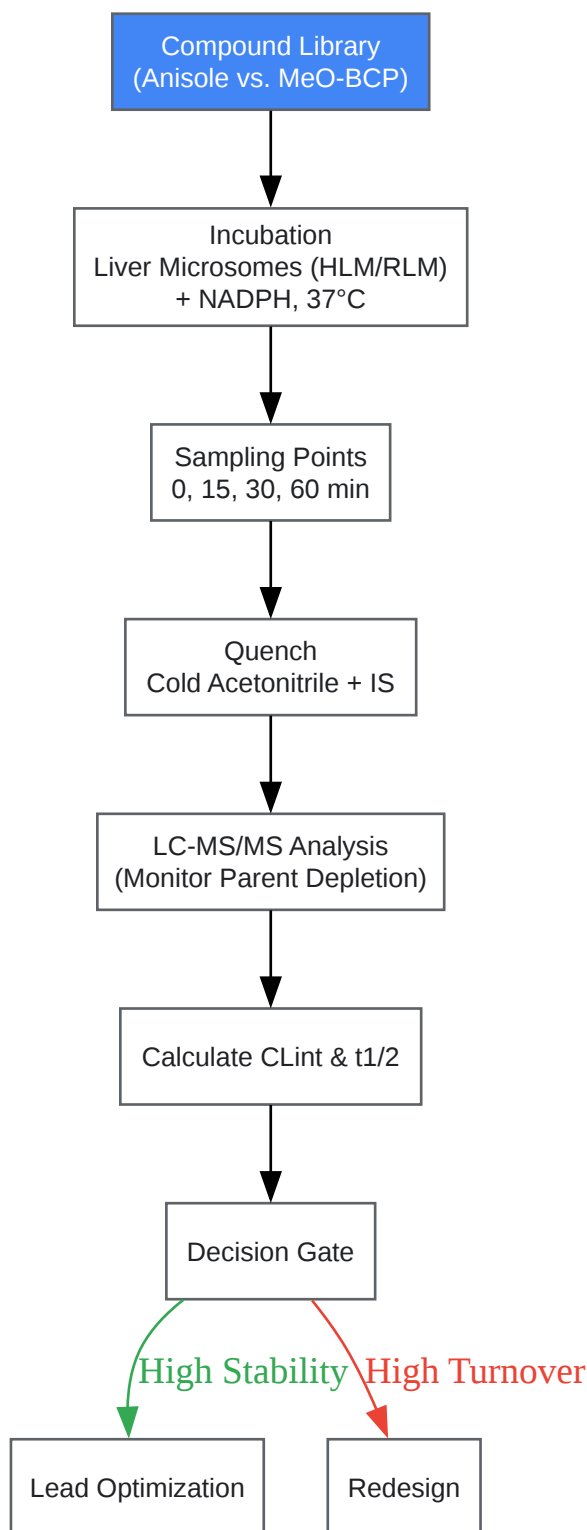 Compound Library
(Anisole vs. MeO-BCP)
Incubation
Liver Microsomes (HLM/RLM)
+ NADPH, 37°C
Sampling Points
0, 15, 30, 60 min
Quench
Cold Acetonitrile + IS
LC-MS/MS Analysis
(Monitor Parent Depletion)
Calculate CLint & t1/2
Decision Gate
High Stability
High Turnover
Lead Optimization
Redesign